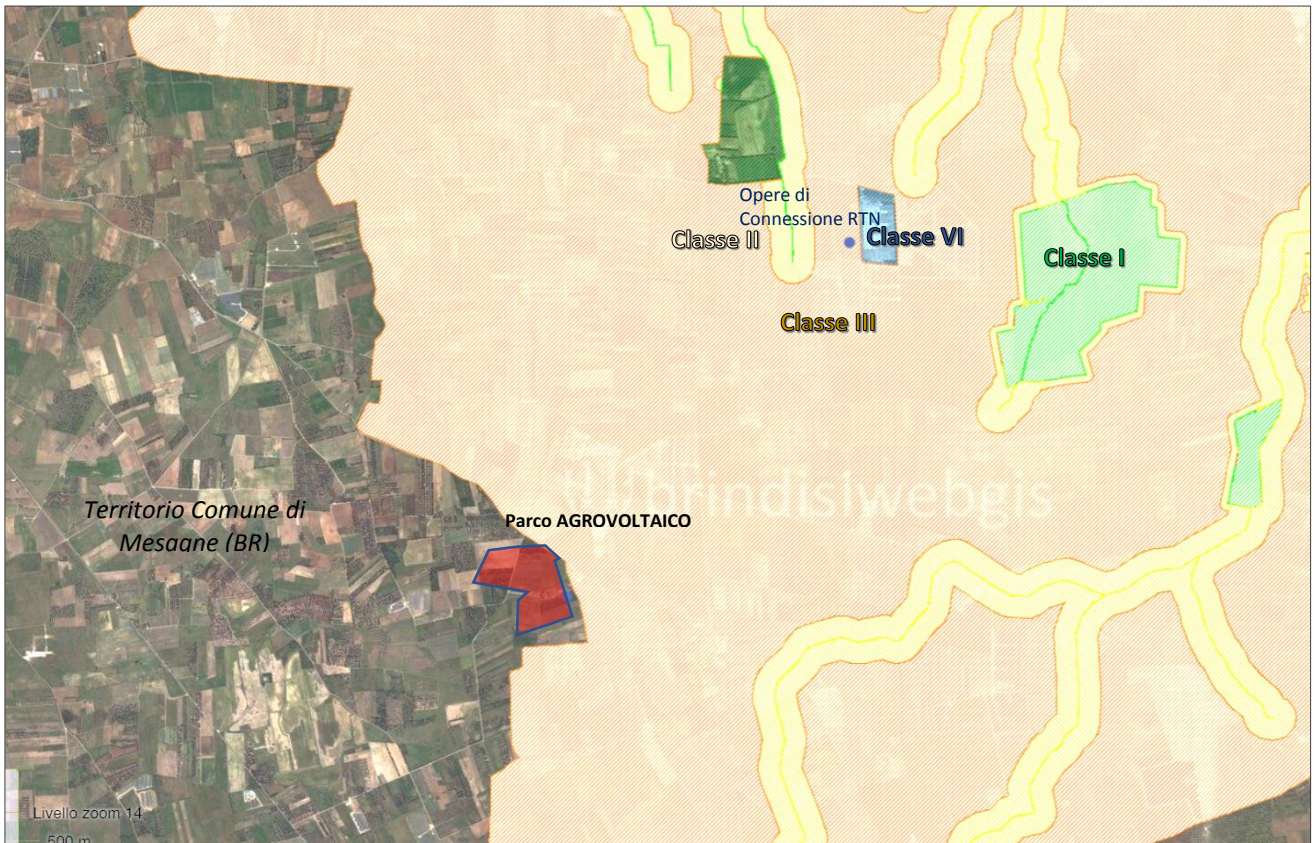 Opere di
Connessione RTN
Classe II
Classe VI
Classe I
Classe III
brindisiwebgis
Territorio Comune di
Mesagne (BR)
Parco AGROVOLTAICO
Livello zoom 14
500 m